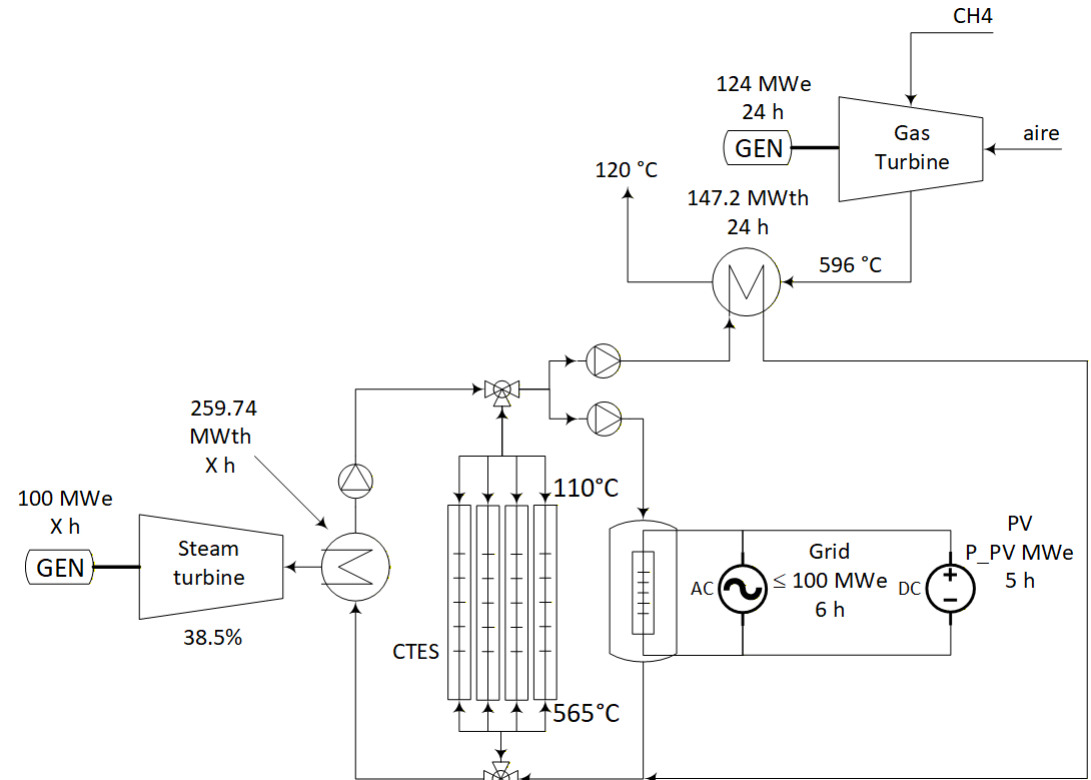 CH4
124 MWe
24 h
GEN
Gas
Turbine
aire
120 °C
147.2 MWth
24 h
596 °C
259.74
MWth
X h
100 MWe
X h
GEN
Steam
turbine
38.5%
110°C
CTES
565°C
AC
Grid
≤ 100 MWe
6 h
DC
PV
P_PV MWe
5 h